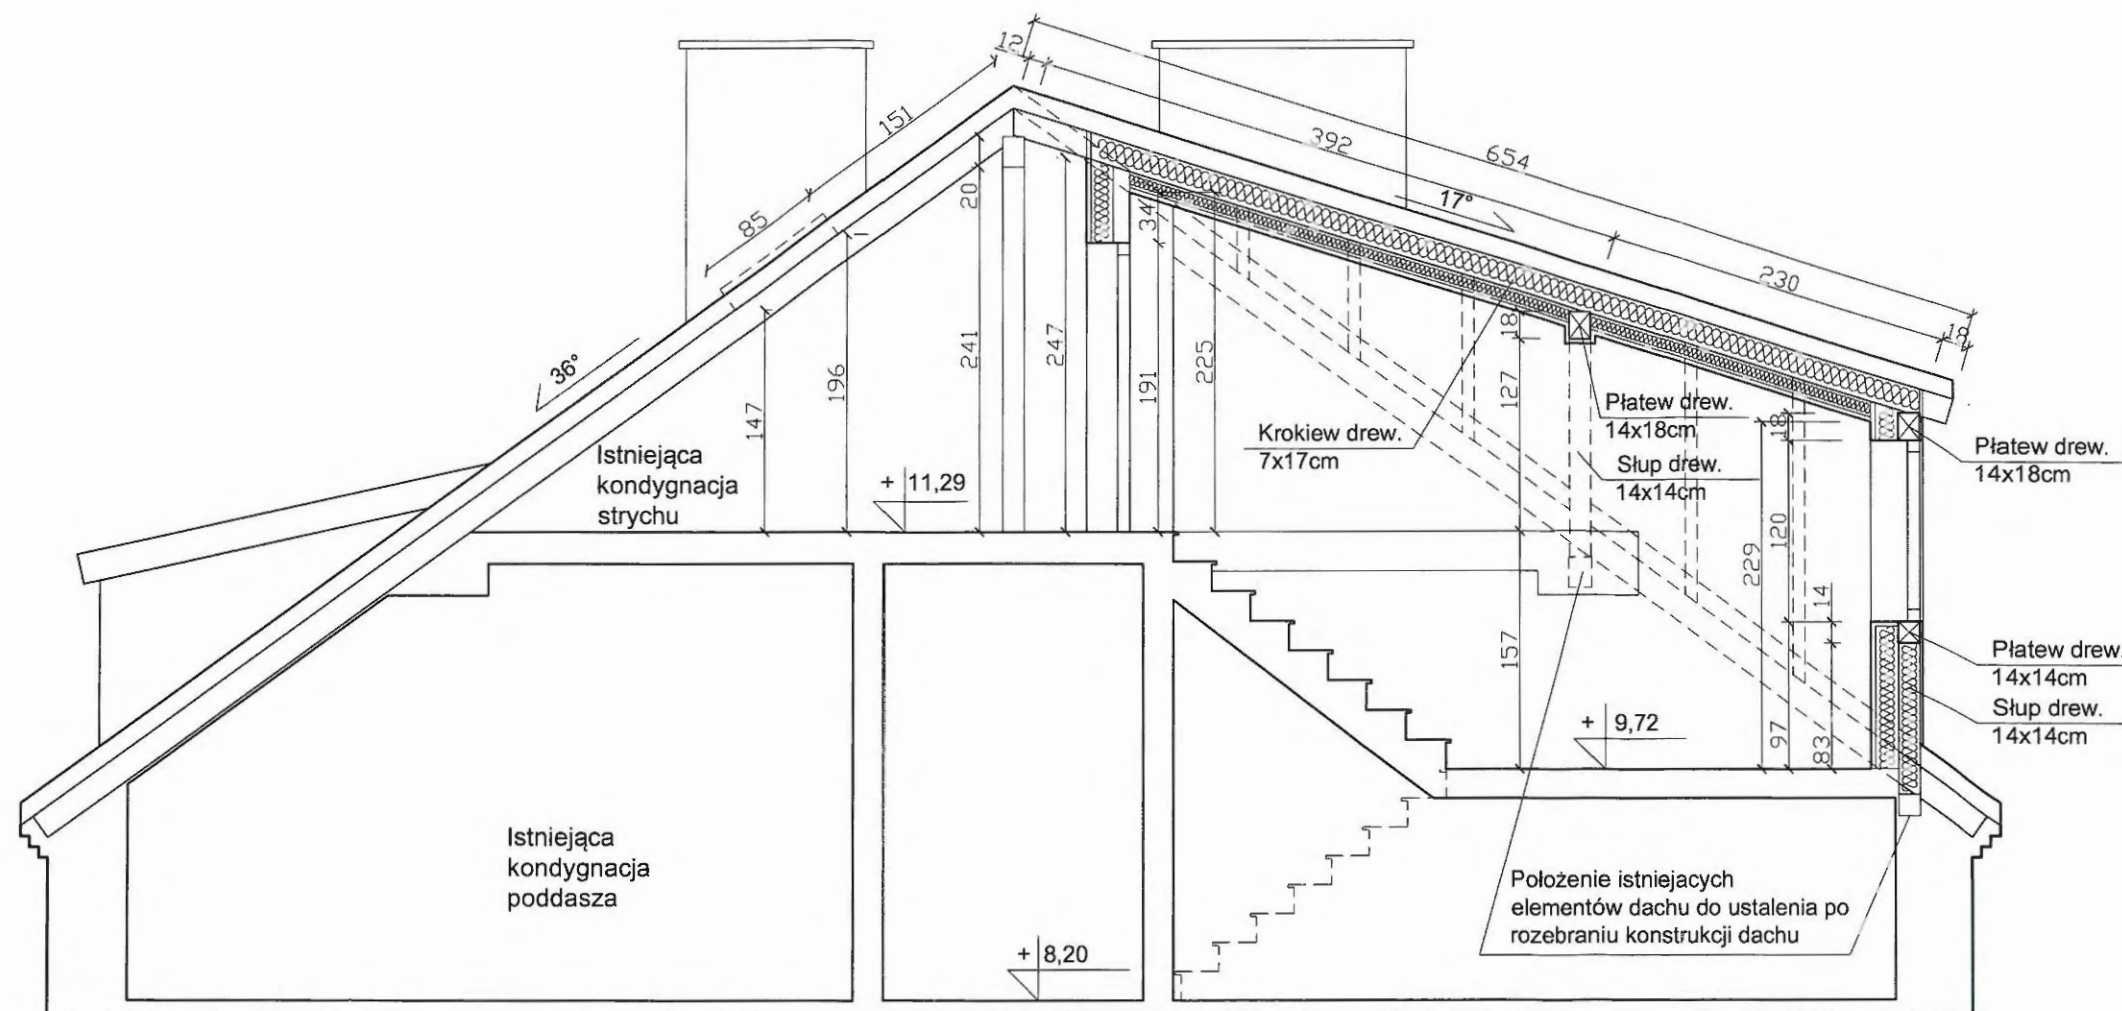 12
151
85
392
654
17°
230
18
36°
20
34
147
196
241
247
191
225
18
127
157
18
120
229
14
97
83
Krokiew drew.
7x17cm
Płatew drew.
14x18cm
Słup drew.
14x14cm
Płatew drew.
14x18cm
Płatew drew.
14x14cm
Słup drew.
14x14cm
Istniejąca
kondygnacja
strychu
+ 11,29
+ 9,72
Istniejąca
kondygnacja
poddasza
+ 8,20
Położenie istniejacych
elementów dachu do ustalenia po
rozebraniu konstrukcji dachu